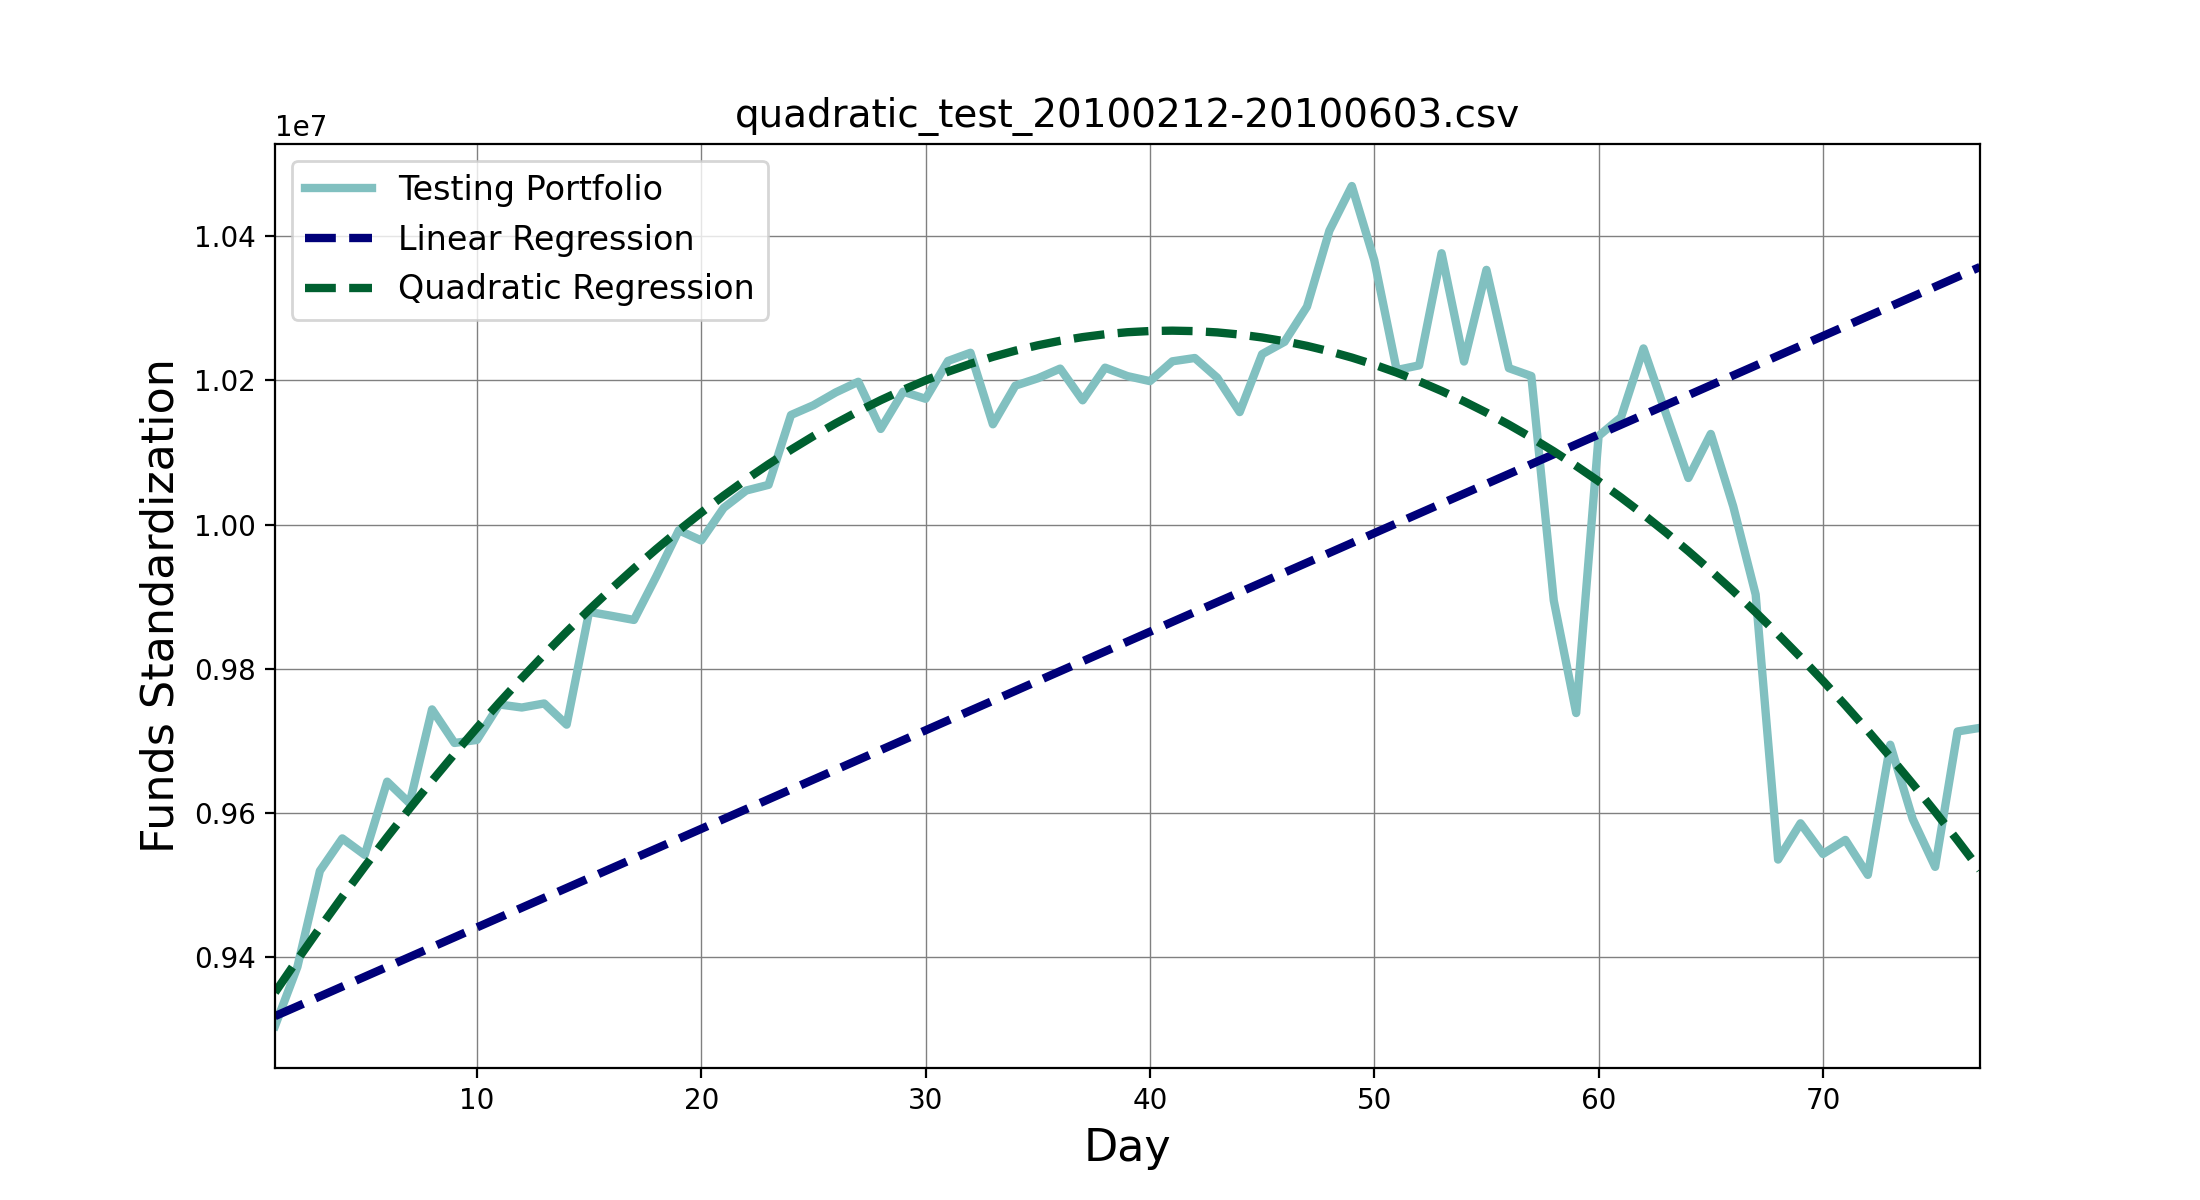 quadratic_test_20100212-20100603.csv
1e7
Testing Portfolio
Linear Regression
Quadratic Regression
1.04
1.02
1.00
0.98
0.96
0.94
Funds Standardization
10 20 30 40 50 60 70
Day